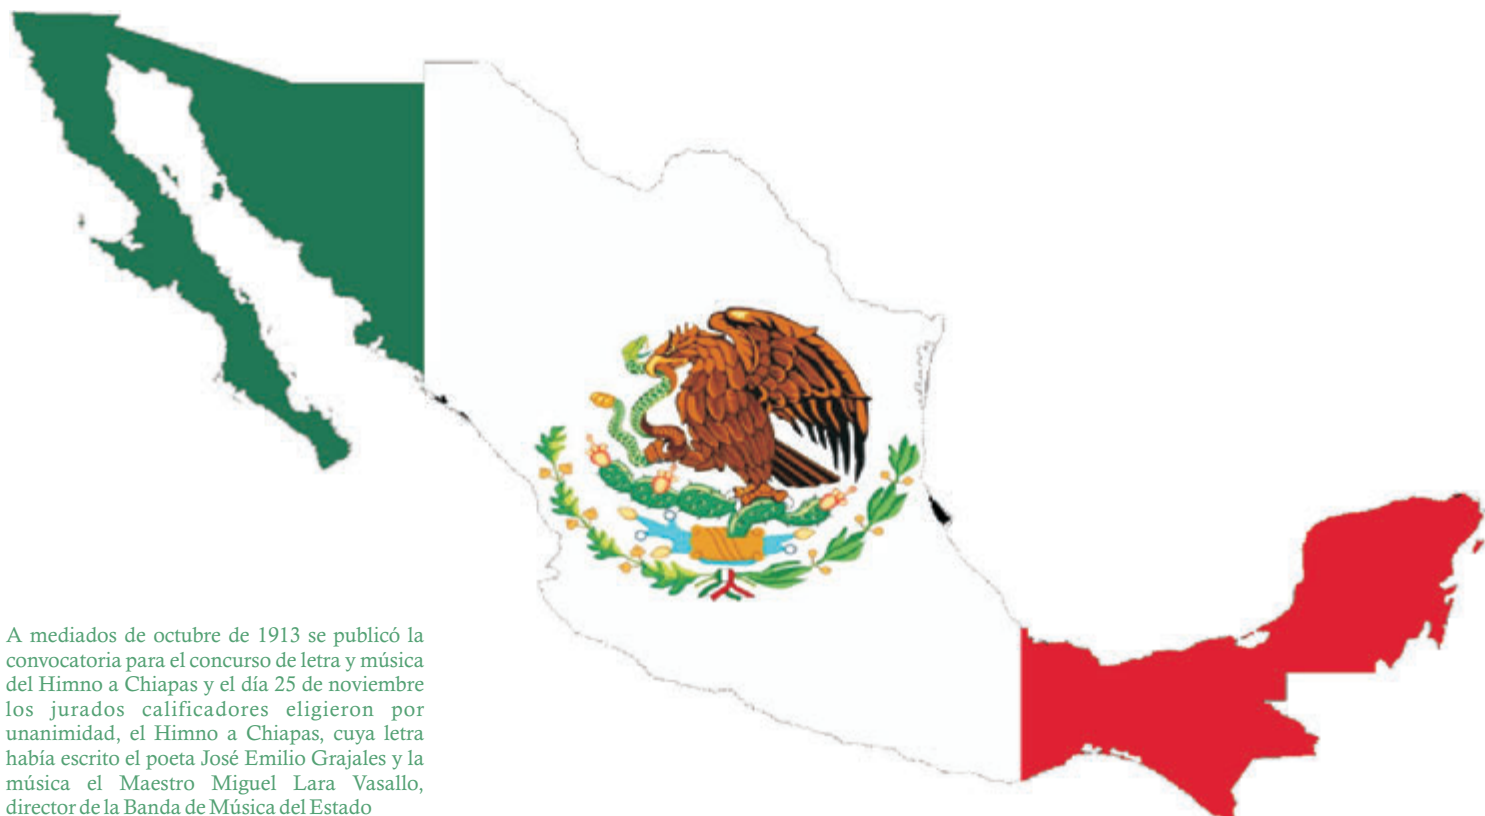 A mediados de octubre de 1913 se publicó la
convocatoria para el concurso de letra y música
del Himno a Chiapas y el día 25 de noviembre
los jurados calificadores eligieron por
unanimidad, el Himno a Chiapas, cuya letra
había escrito el poeta José Emilio Grajales y la
música el Maestro Miguel Lara Vasallo,
director de la Banda de Música del Estado